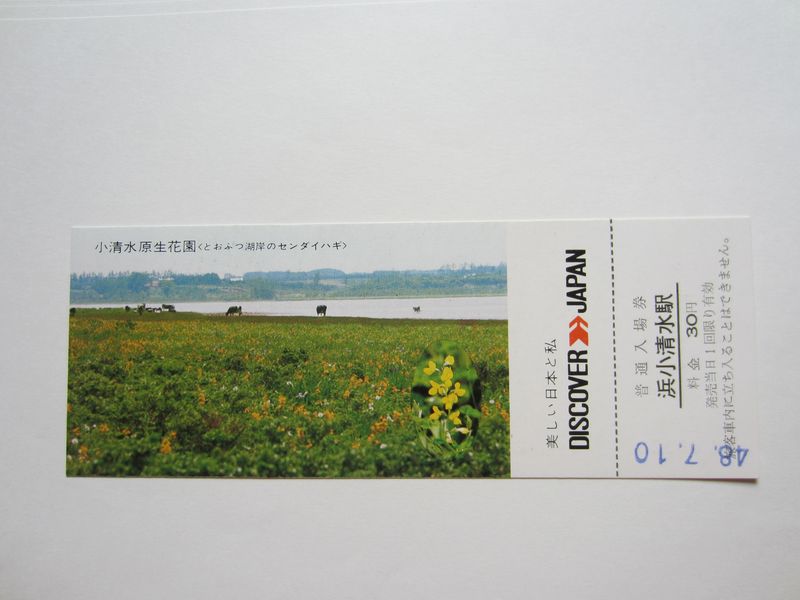 小清水原生花園〈とおふつ湖岸のセンダイハギ〉
美しい日本と私
DISCOVER JAPAN
普通入場券
浜小清水駅
料金 30円
発売当日1回限り有効
旅客車内に立ち入ることはできません。
48.7.10